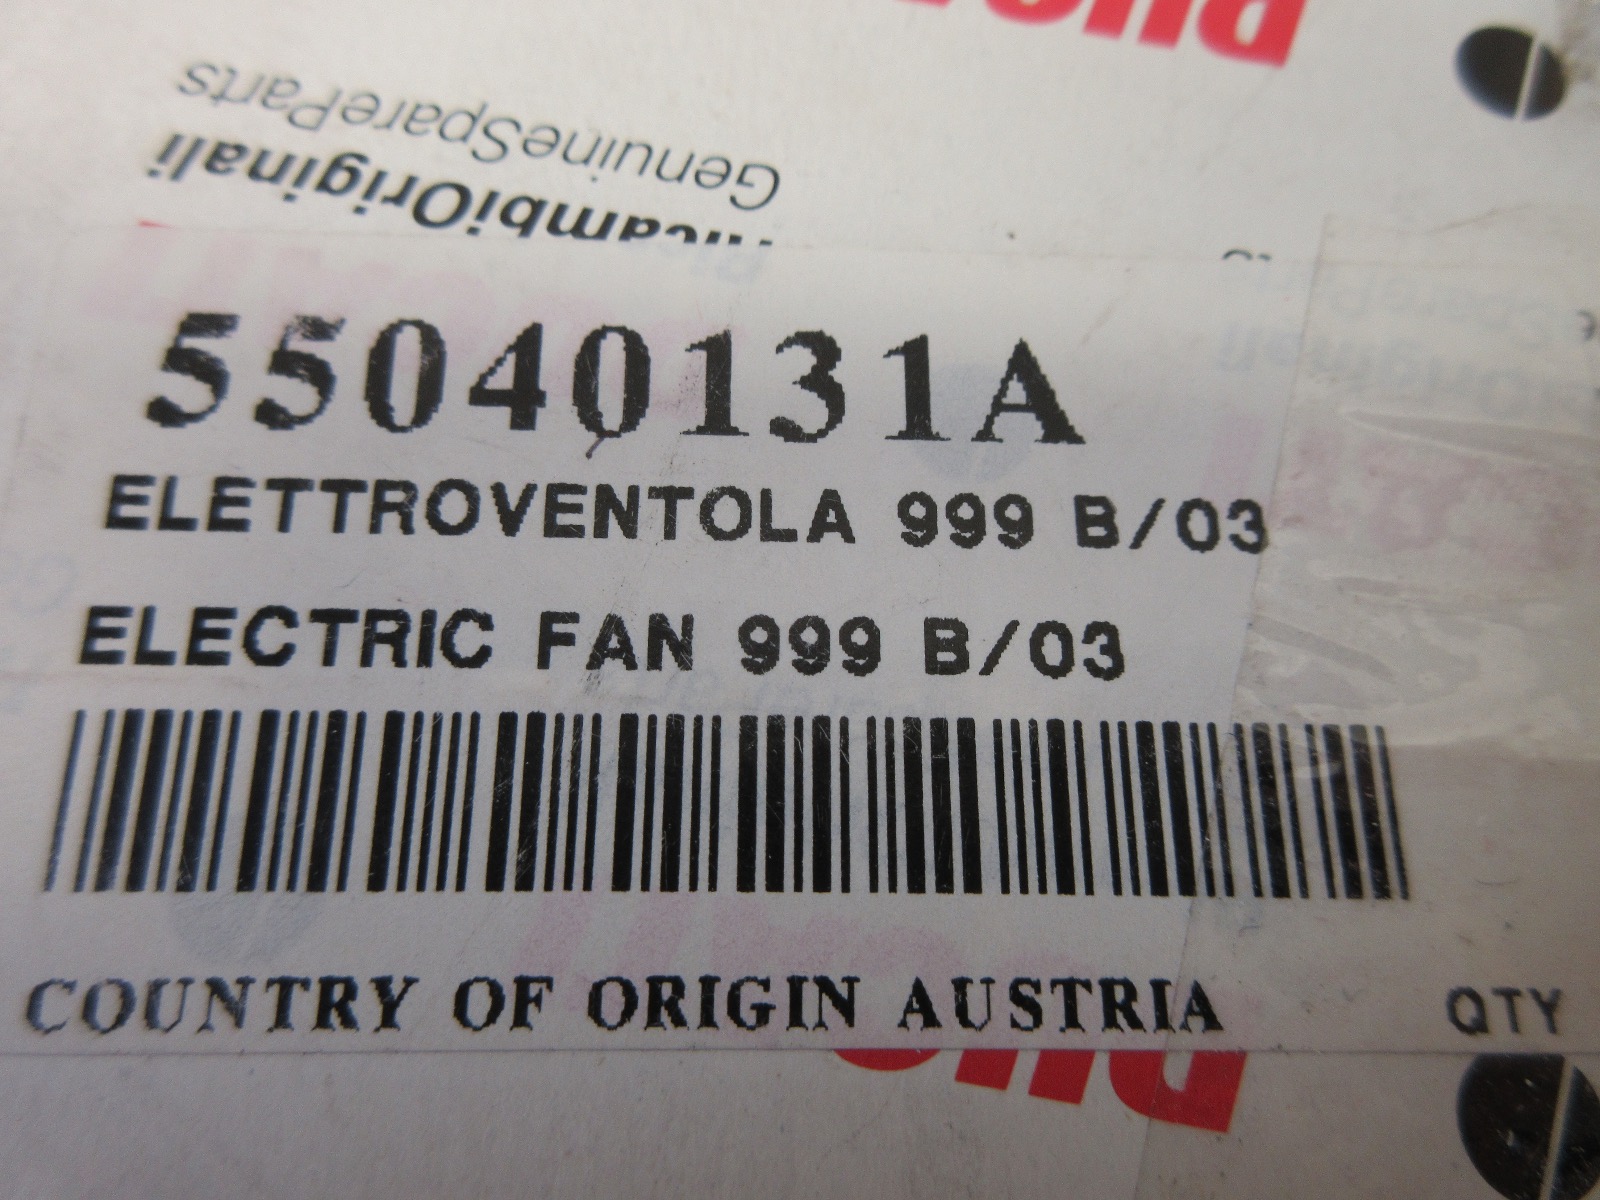 GenuineSpareParts
RicambiOriginali
55040131A
ELETTROVENTOLA 999 B/03
ELECTRIC FAN 999 B/03
COUNTRY OF ORIGIN AUSTRIA
QTY